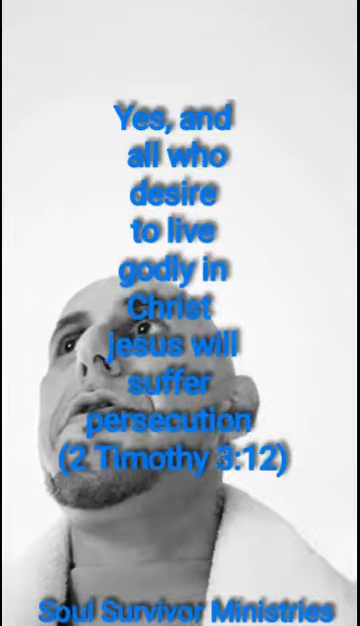 Yes, and
all who
desire
to live
godly in
Christ
jesus will
suffer
persecution
(2 Timothy 3:12)
Soul Survivor Ministries